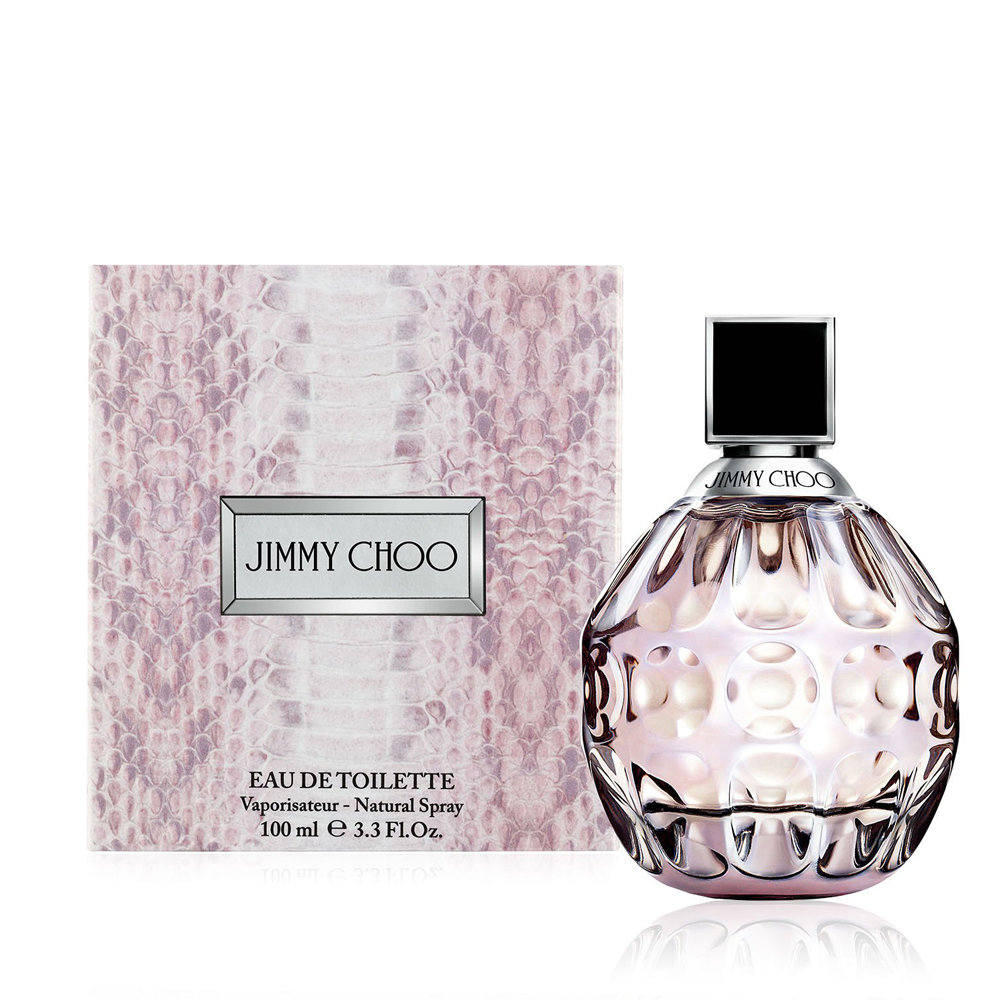 JIMMY CHOO
EAU DE TOILETTE
Vaporisateur - Natural Spray
100 ml ℮ 3.3 Fl.Oz.
JIMMY CHOO